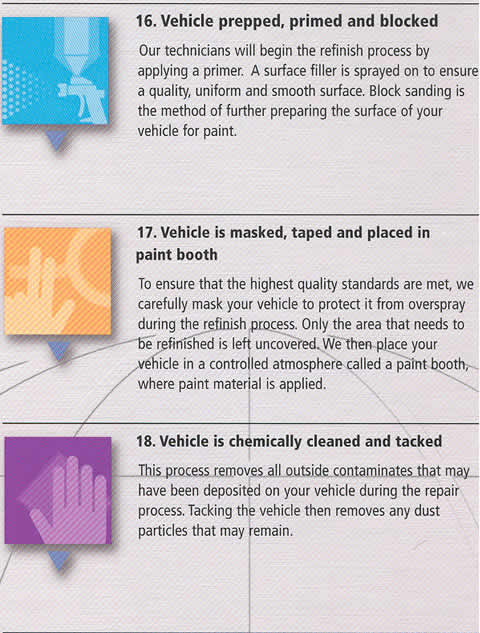 16. Vehicle prepped, primed and blocked
Our technicians will begin the refinish process by
applying a primer.  A surface filler is sprayed on to ensure
a quality, uniform and smooth surface. Block sanding is
the method of further preparing the surface of your
vehicle for paint.
17. Vehicle is masked, taped and placed in
paint booth
To ensure that the highest quality standards are met, we
carefully mask your vehicle to protect it from overspray
during the refinish process. Only the area that needs to
be refinished is left uncovered. We then place your
vehicle in a controlled atmosphere called a paint booth,
where paint material is applied.
18. Vehicle is chemically cleaned and tacked
This process removes all outside contaminates that may
have been deposited on your vehicle during the repair
process. Tacking the vehicle then removes any dust
particles that may remain.